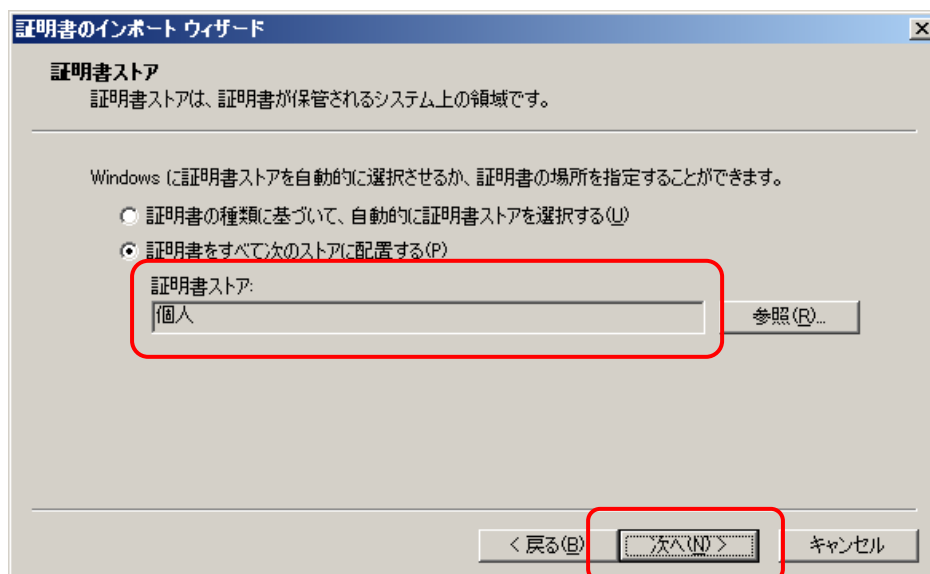 証明書のインポート ウィザード
証明書ストア
証明書ストアは、証明書が保管されるシステム上の領域です。
Windows に証明書ストアを自動的に選択させるか、証明書の場所を指定することができます。
証明書の種類に基づいて、自動的に証明書ストアを選択する(U)
証明書をすべて次のストアに配置する(P)
証明書ストア:
個人
参照(R)...
< 戻る(B)
次へ(N) >
キャンセル